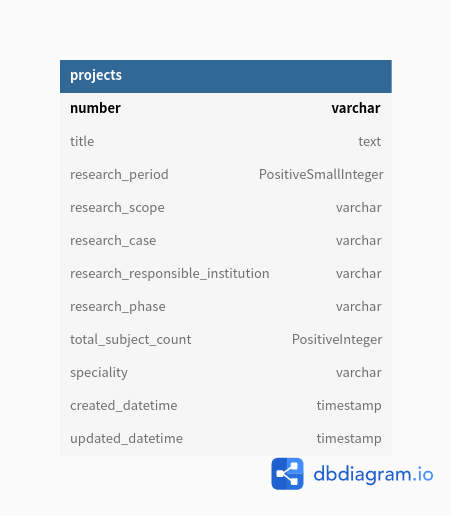 projects
number varchar
title text
research_period PositiveSmallInteger
research_scope varchar
research_case varchar
research_responsible_institution varchar
research_phase varchar
total_subject_count PositiveInteger
speciality varchar
created_datetime timestamp
updated_datetime timestamp
dbdiagram.io